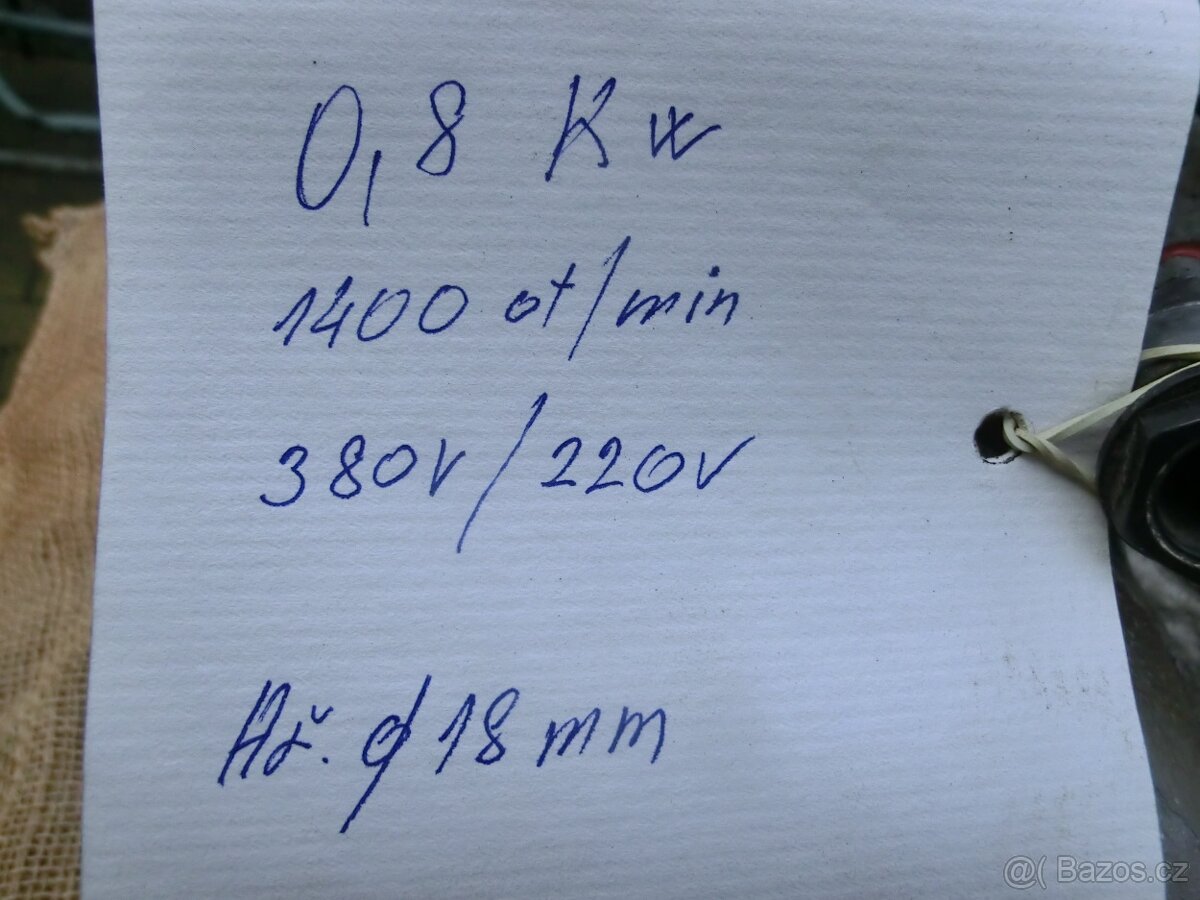 0,8 Kw
1400 ot/min
380V/220V
Hř. ø 18 mm
@( Bazos.cz